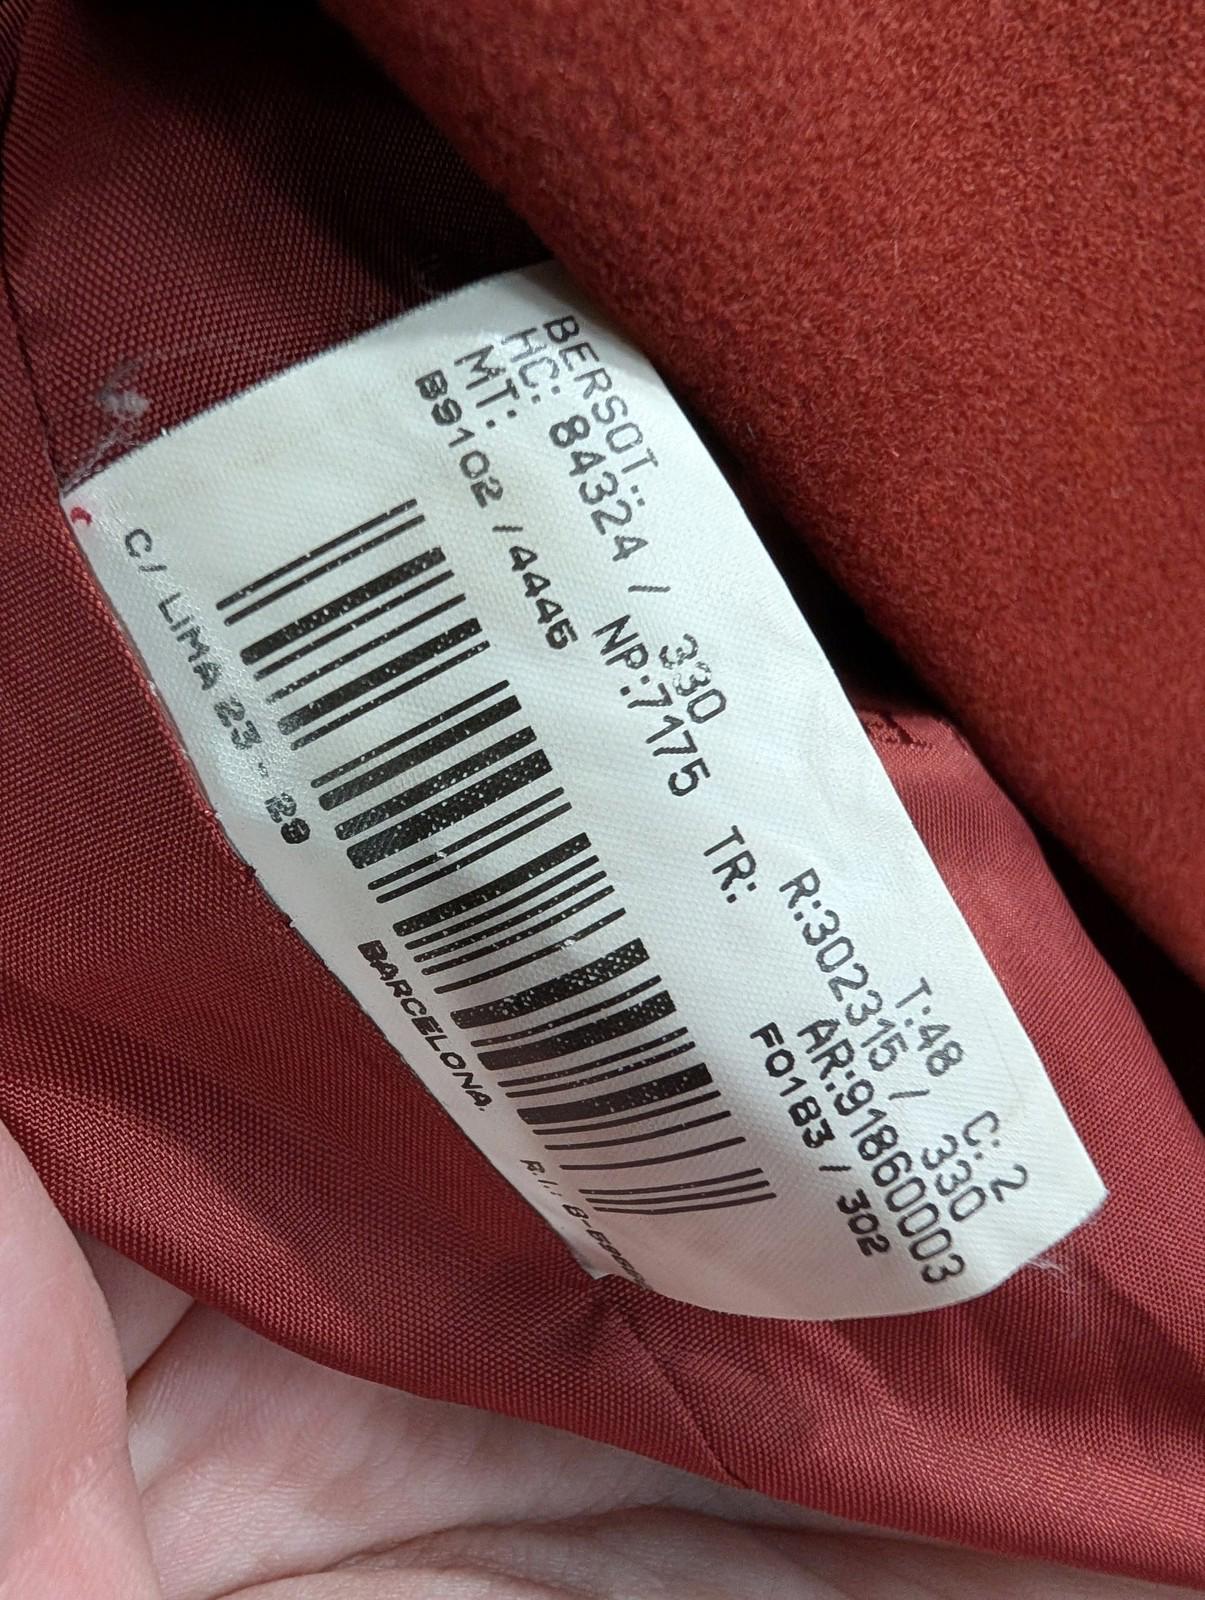 BERSOT.: T:48 C: 2
HC: 84324 / 330 R:302315 / 330
MT: NP:7175 TR: AR:91860003
B9102 /4445 F0183 / 302
C/ LIMA 23 - 29 BARCELONA. R.I.: